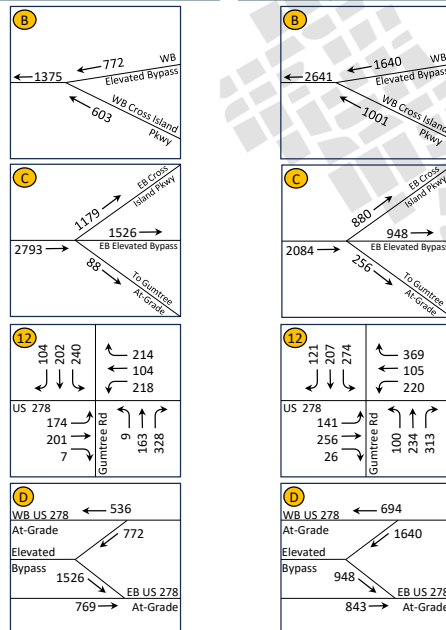 B
772
WB
1375
Elevated Bypass
603
WB Cross Island
Pkwy
B
1640
WB
2641
Elevated Bypass
1001
WB Cross Island
Pkwy
C
1179
EB Cross
Island Pkwy
1526
2793
EB Elevated Bypass
88
To Gumtree
At-Grade
C
880
EB Cross
Island Pkwy
948
2084
EB Elevated Bypass
256
To Gumtree
At-Grade
12
104 202 240
214
104
218
US 278
174
201
7
Gumtree Rd
9 163 328
12
121 207 274
369
105
220
US 278
141
256
26
Gumtree Rd
100 234 313
D
536
WB US 278
At-Grade
772
Elevated
Bypass
1526
EB US 278
769
At-Grade
D
694
WB US 278
At-Grade
1640
Elevated
Bypass
948
EB US 278
843
At-Grade